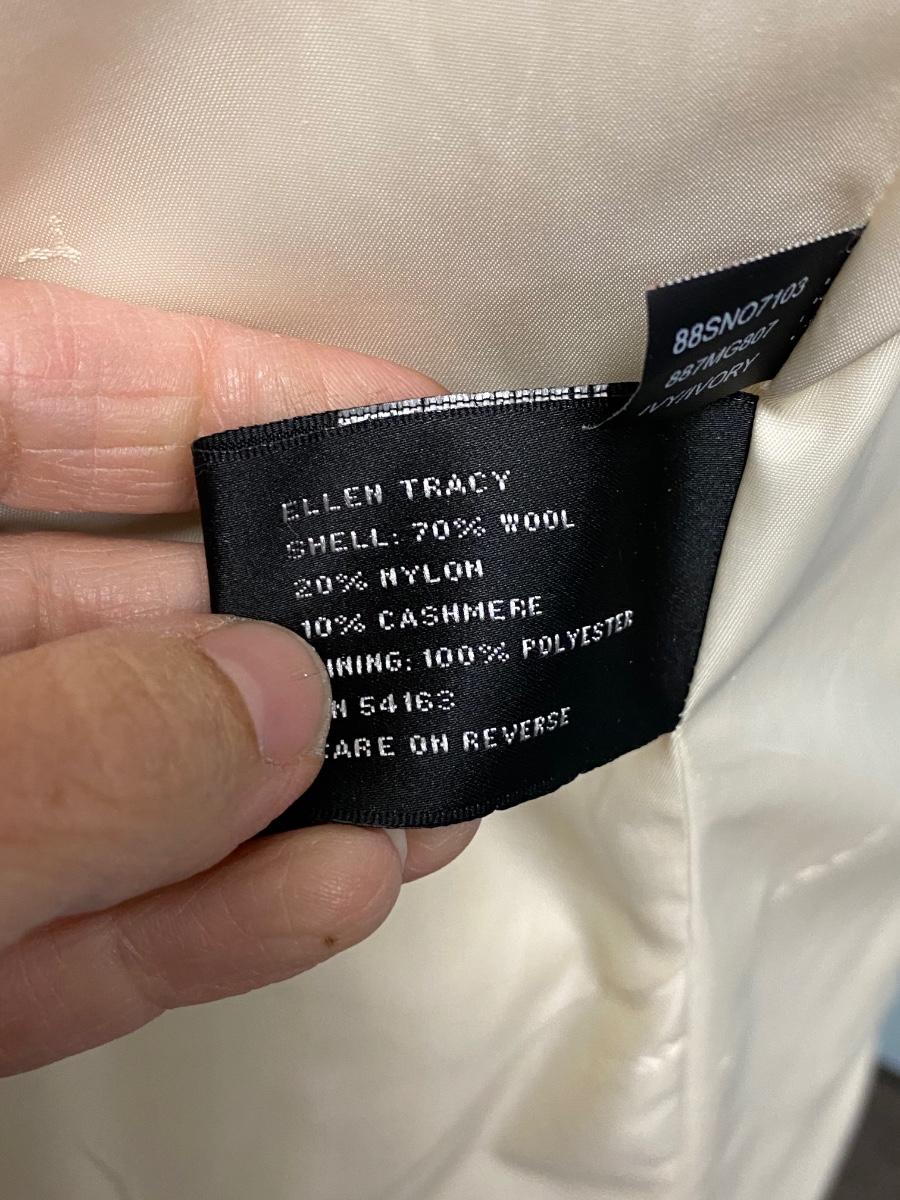 88SNO7103
887MG807
NY/IVORY
ELLEN TRACY
SHELL: 70% WOOL
20% NYLON
10% CASHMERE
NING: 100% POLYESTER
N 54163
CARE ON REVERSE